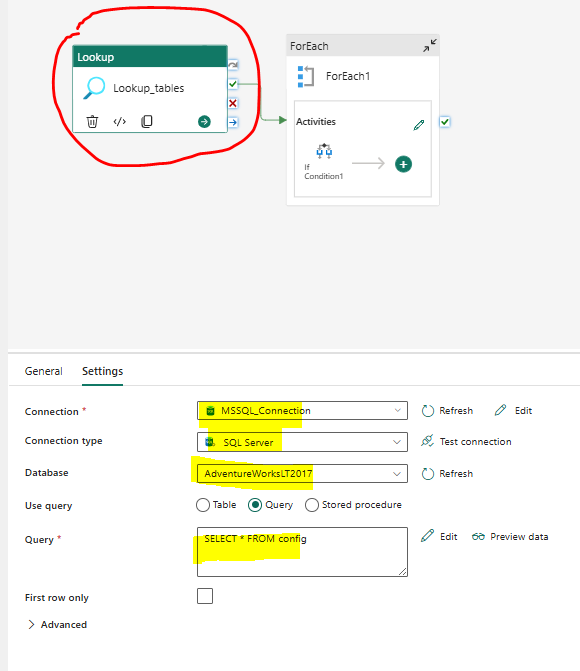 Lookup
Lookup_tables
ForEach
ForEach1
Activities
If
Condition1
General Settings
Connection * MSSQL_Connection Refresh Edit
Connection type SQL Server Test connection
Database AdventureWorksLT2017 Refresh
Use query Table Query Stored procedure
Query * SELECT * FROM config Edit Preview data
First row only
Advanced